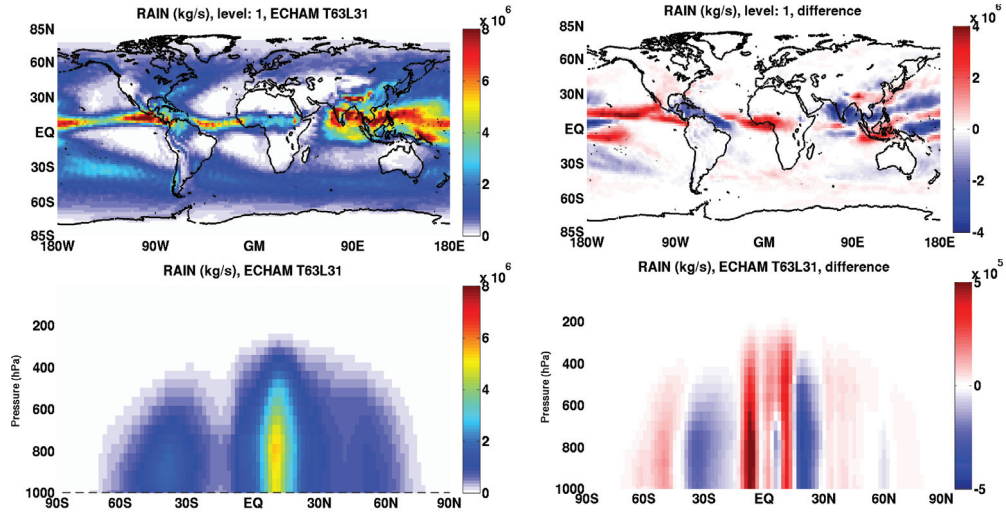 RAIN (kg/s), level: 1, ECHAM T63L31
x 10^6
85N
60N
30N
EQ
30S
60S
85S
180W
90W
GM
90E
180E
8
6
4
2
0
RAIN (kg/s), level: 1, difference
x 10^6
85N
60N
30N
EQ
30S
60S
85S
180W
90W
GM
90E
180E
4
3
2
1
0
-1
-2
-3
-4
RAIN (kg/s), ECHAM T63L31
x 10^6
Pressure (hPa)
200
400
600
800
1000
90S
60S
30S
EQ
30N
60N
90N
8
6
4
2
0
RAIN (kg/s), ECHAM T63L31, difference
x 10^5
Pressure (hPa)
200
400
600
800
1000
90S
60S
30S
EQ
30N
60N
90N
5
0
-5